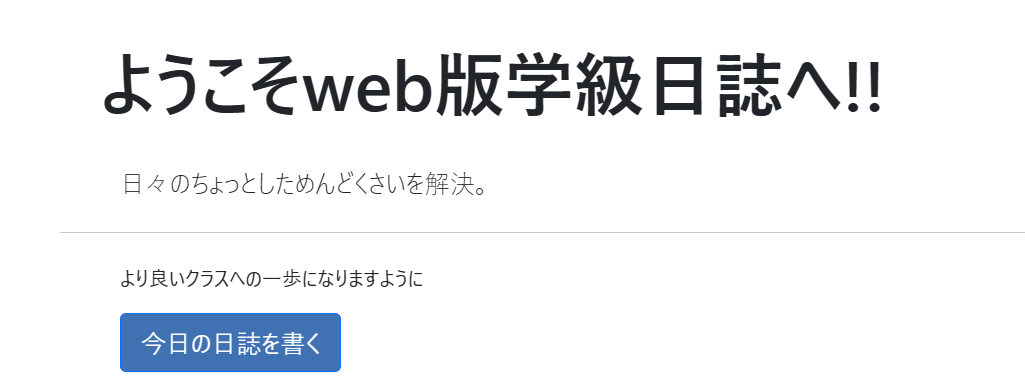 ようこそweb版学級日誌へ!!
日々のちょっとしためんどくさいを解決。
より良いクラスへの一歩になりますように
今日の日誌を書く